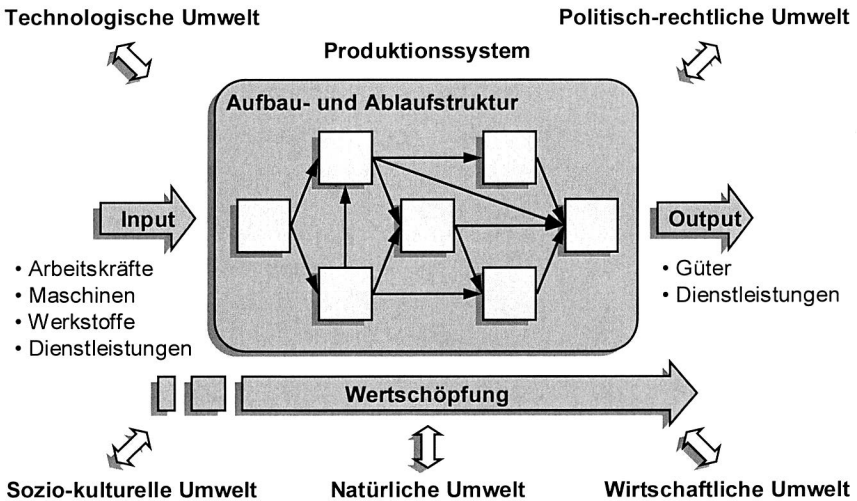 Technologische Umwelt
Politisch-rechtliche Umwelt
Produktionssystem
Aufbau- und Ablaufstruktur
Input
Output
• Arbeitskräfte
• Maschinen
• Werkstoffe
• Dienstleistungen
• Güter
• Dienstleistungen
Wertschöpfung
Sozio-kulturelle Umwelt
Natürliche Umwelt
Wirtschaftliche Umwelt